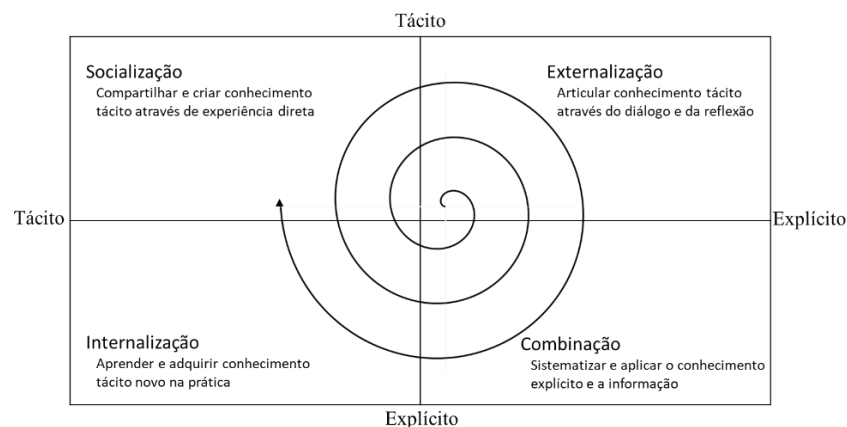 Tácito
Socialização
Compartilhar e criar conhecimento
tácito através de experiência direta
Externalização
Articular conhecimento tácito
através do diálogo e da reflexão
Tácito
Explícito
Internalização
Aprender e adquirir conhecimento
tácito novo na prática
Combinação
Sistematizar e aplicar o conhecimento
explícito e a informação
Explícito